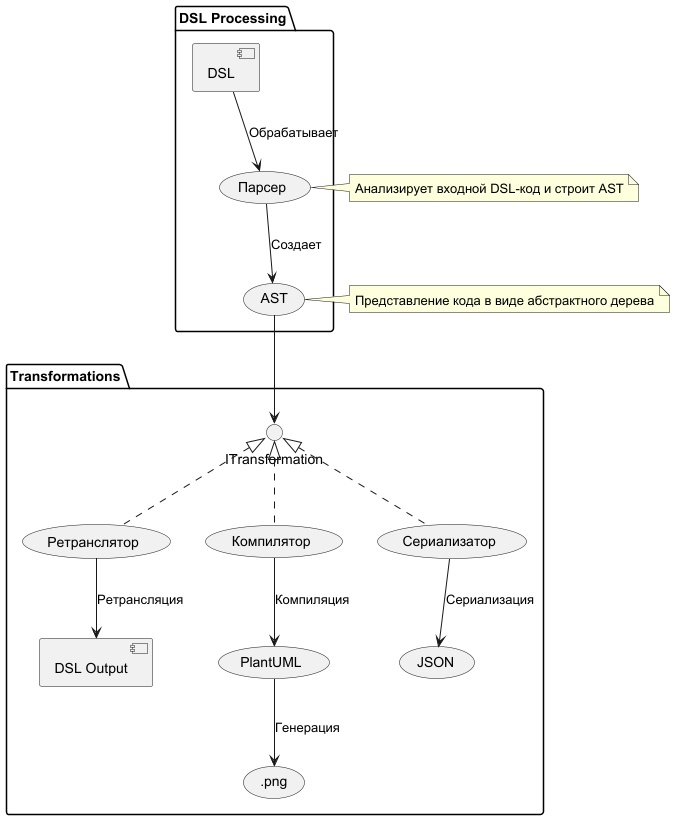 DSL Processing
DSL
Обрабатывает
Парсер
Анализирует входной DSL-код и строит AST
Создает
AST
Представление кода в виде абстрактного дерева
Transformations
ITransformation
Ретранслятор
Компилятор
Сериализатор
Ретрансляция
Компиляция
Сериализация
DSL Output
PlantUML
JSON
Генерация
.png